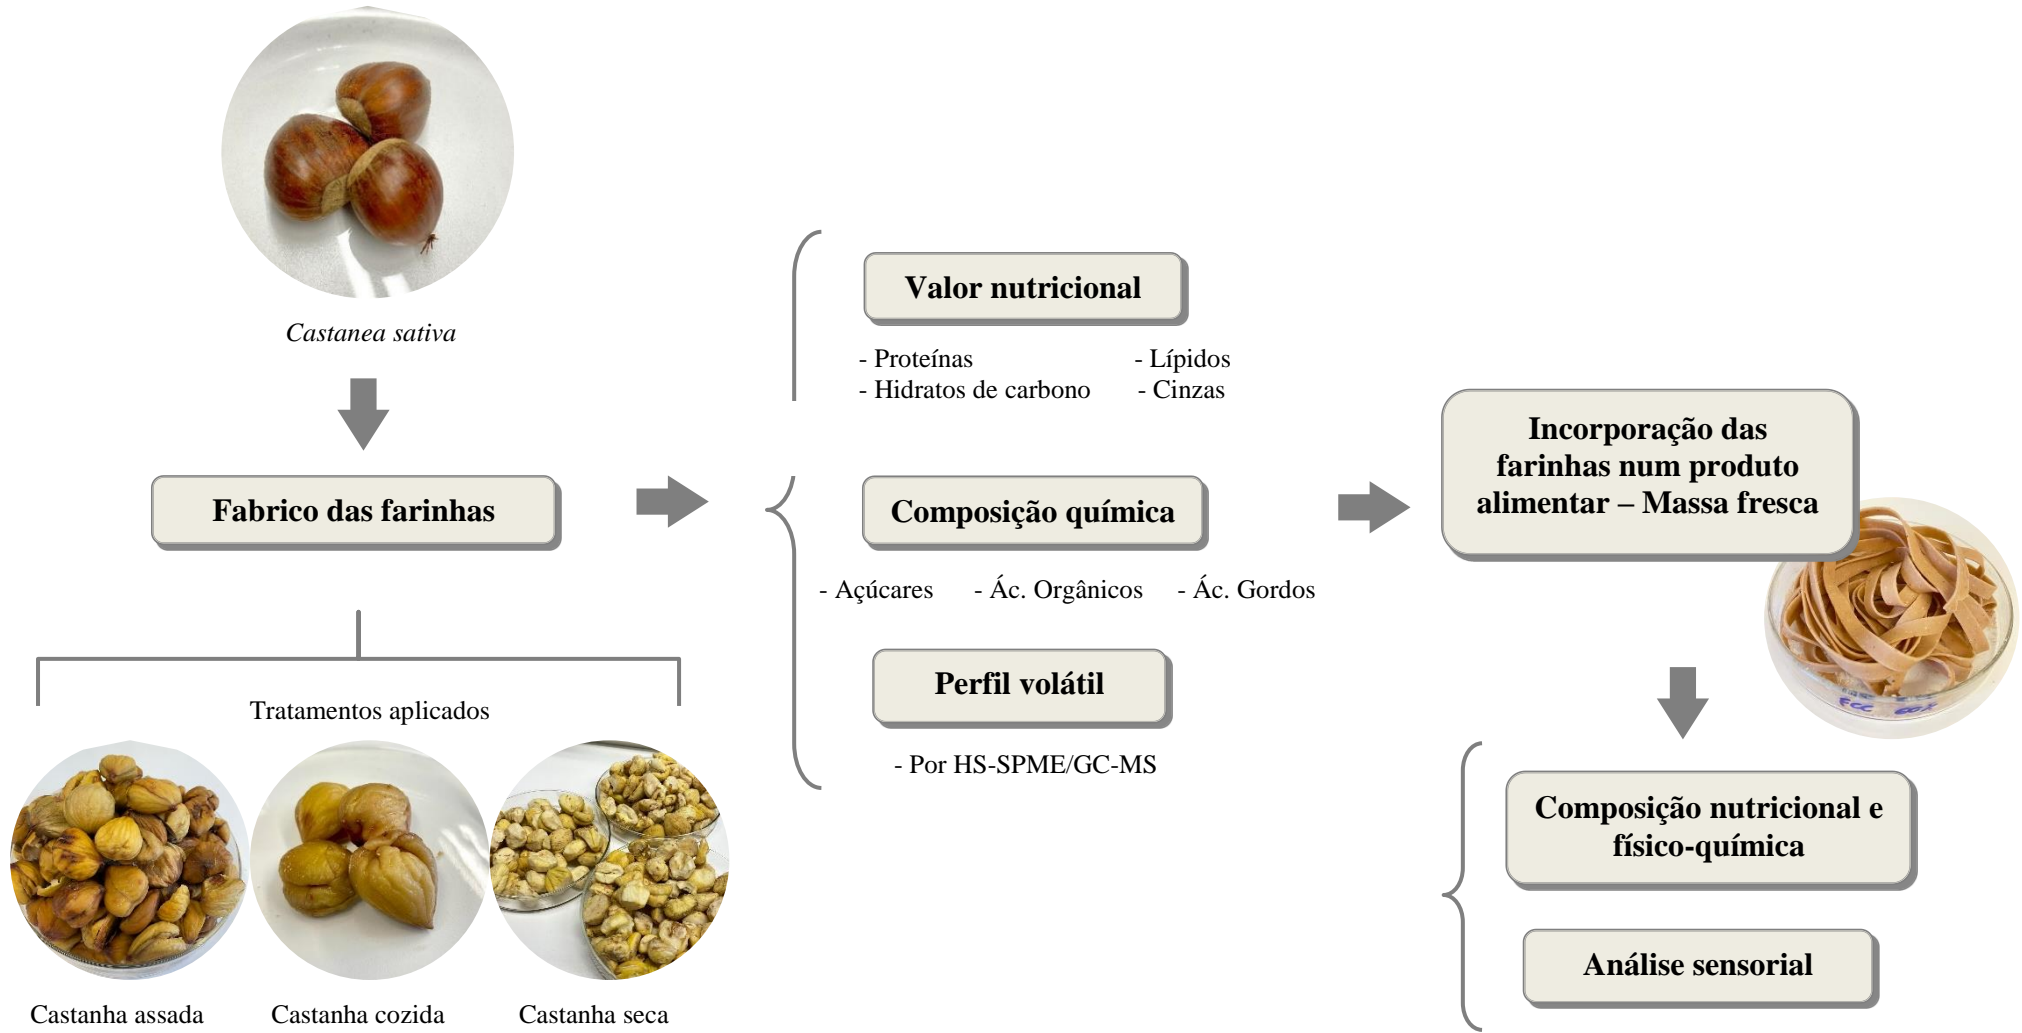 Castanea sativa
Fabrico das farinhas
Tratamentos aplicados
Castanha assada
Castanha cozida
Castanha seca
Valor nutricional
- Proteínas
- Lípidos
- Hidratos de carbono
- Cinzas
Composição química
- Açúcares
- Ác. Orgânicos
- Ác. Gordos
Perfil volátil
- Por HS-SPME/GC-MS
Incorporação das
farinhas num produto
alimentar – Massa fresca
Composição nutricional e
físico-química
Análise sensorial